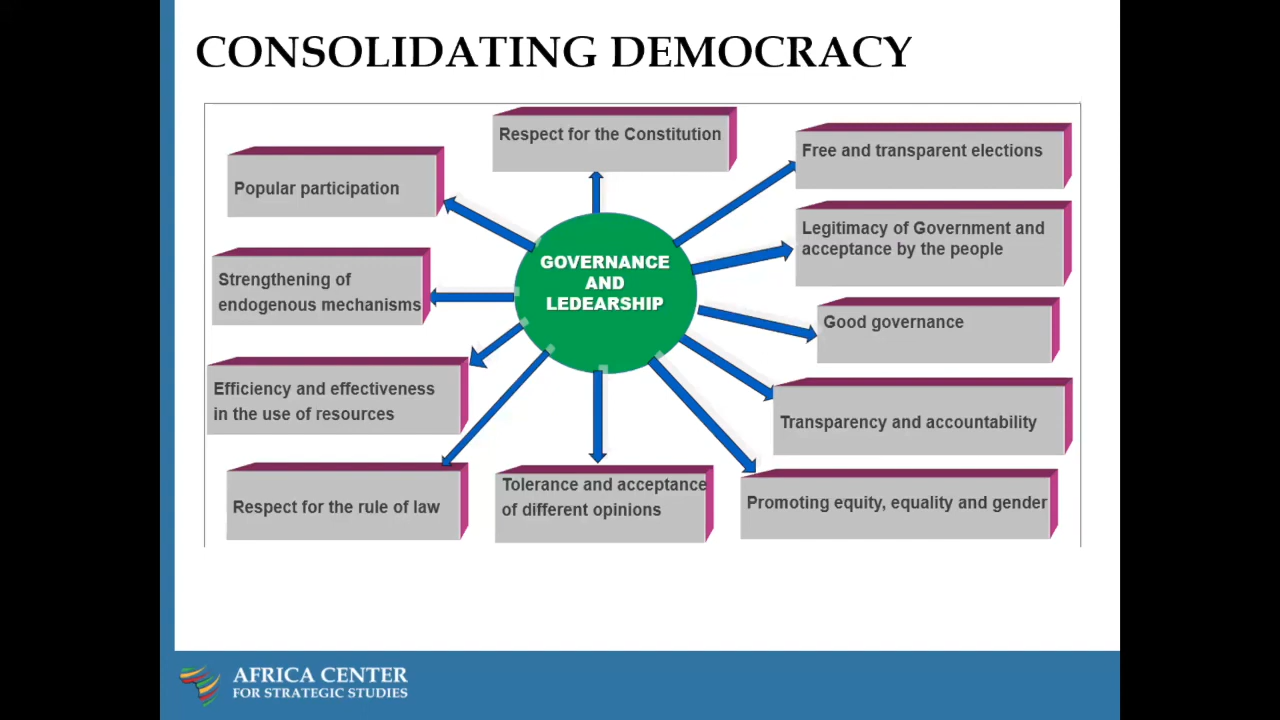 CONSOLIDATING DEMOCRACY
Respect for the Constitution
Free and transparent elections
Popular participation
Legitimacy of Government and
acceptance by the people
GOVERNANCE
AND
LEDEARSHIP
Strengthening of
endogenous mechanisms
Good governance
Efficiency and effectiveness
in the use of resources
Transparency and accountability
Respect for the rule of law
Tolerance and acceptance
of different opinions
Promoting equity, equality and gender
AFRICA CENTER
FOR STRATEGIC STUDIES